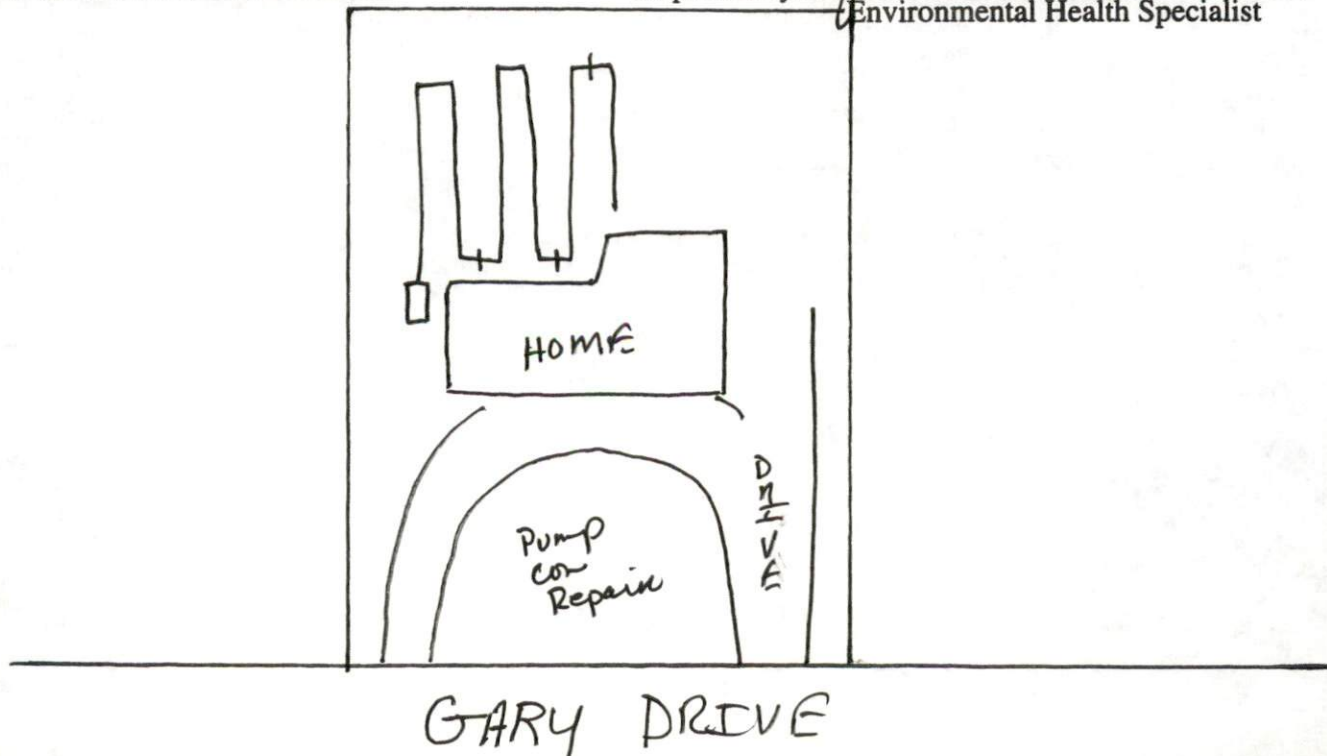 Environmental Health Specialist
HOME
DRIVE
Pump
Repair
GARY DRIVE